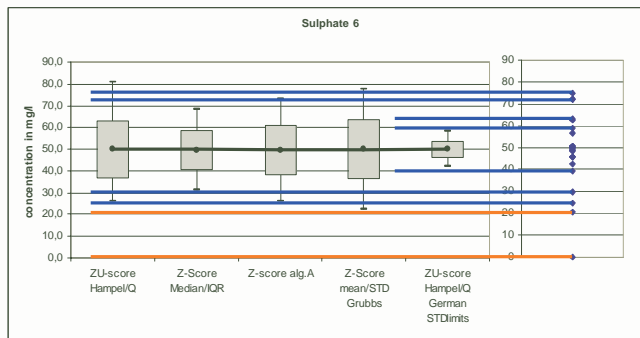 Sulphate 6
concentration in mg/l
90,0
80,0
70,0
60,0
50,0
40,0
30,0
20,0
10,0
0,0
ZU-score
Hampel/Q
Z-Score
Median/IQR
Z-score alg.A
Z-Score
mean/STD
Grubbs
ZU-score
Hampel/Q
German
STDlimits
90
80
70
60
50
40
30
20
10
0